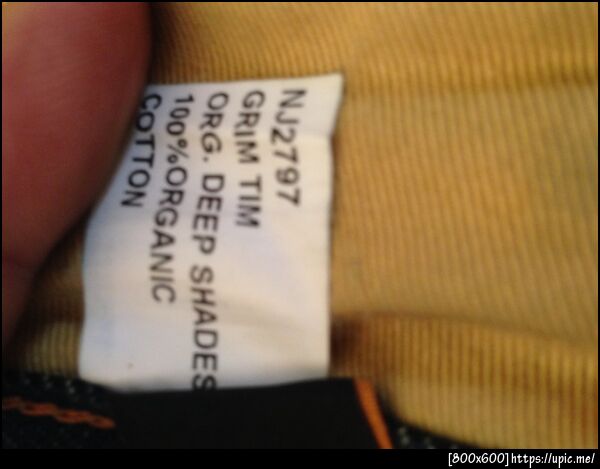 NJ2797
GRIM TIM
ORG. DEEP SHADES
100%ORGANIC
COTTON
[800x600]https://upic.me/